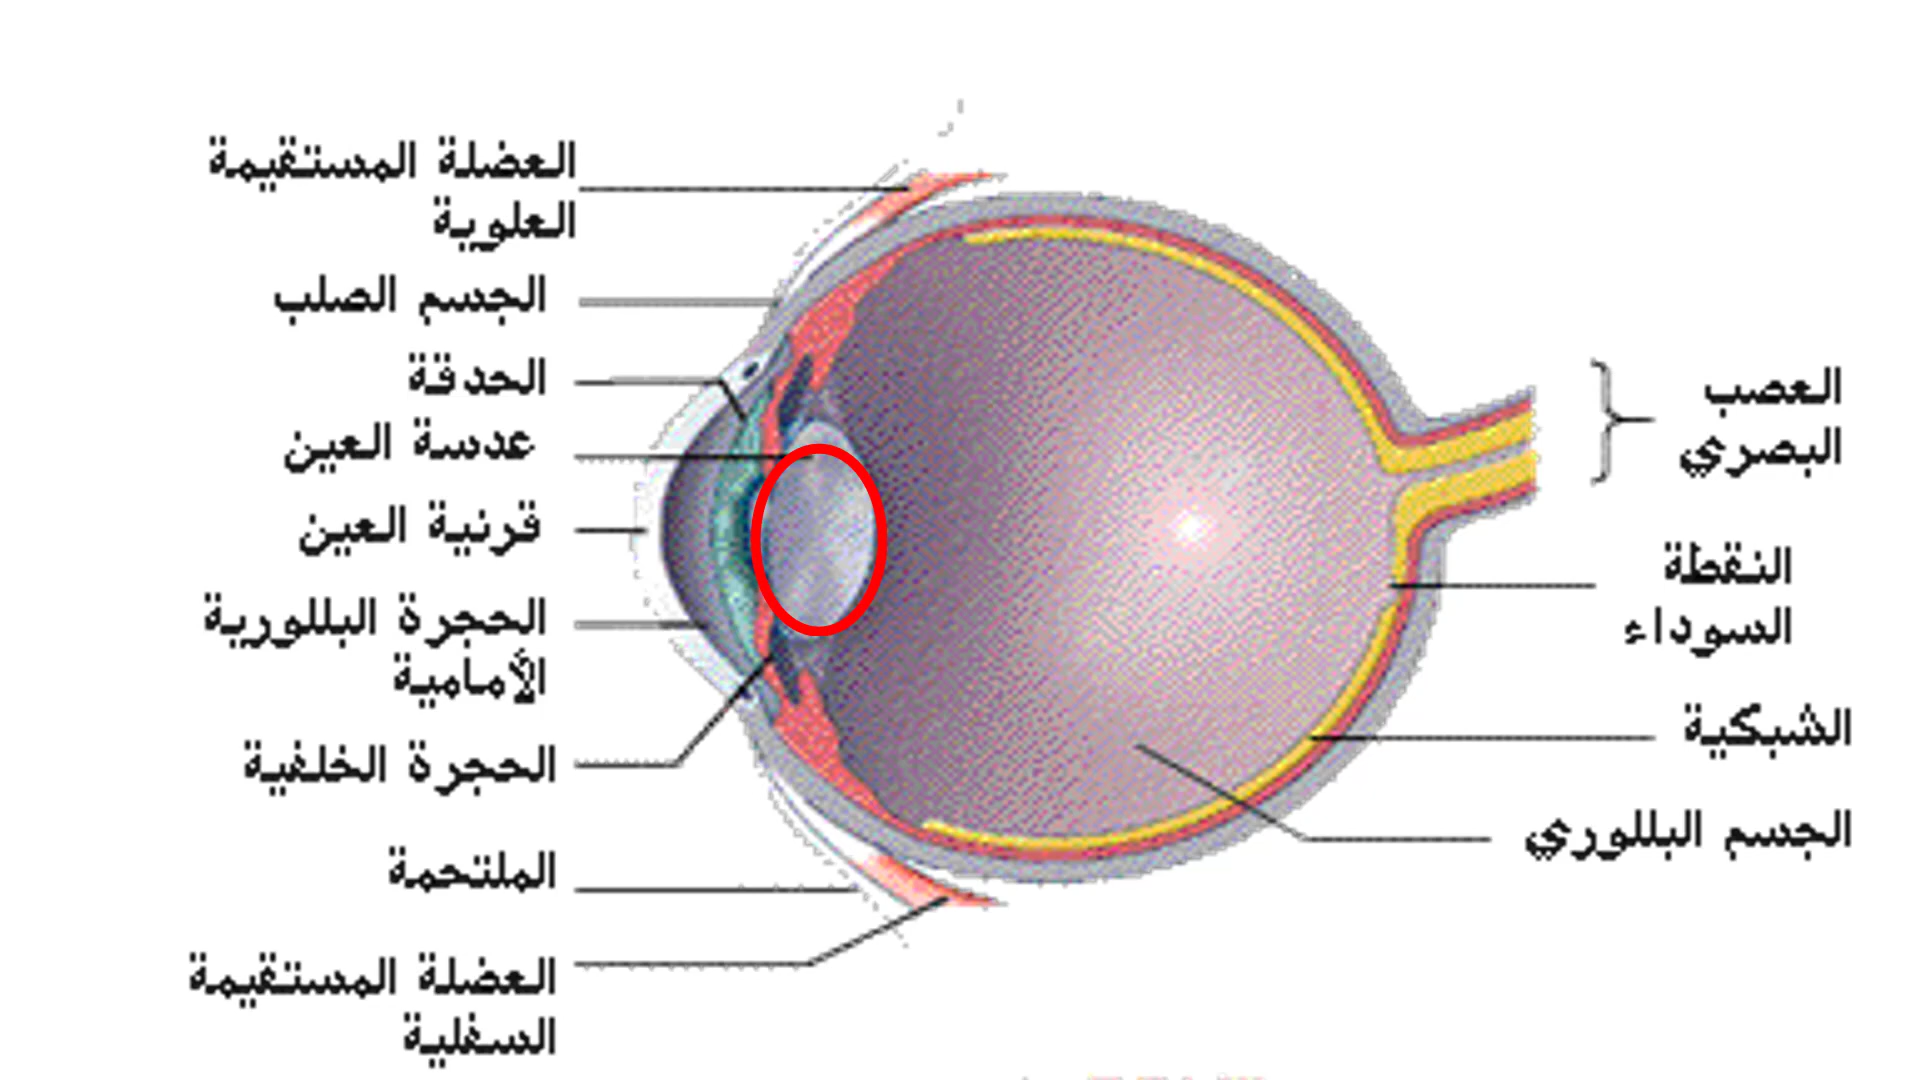 العضلة المستقيمة
العلوية
الجسم الصلب
الحدقة
عدسة العين
قرنية العين
الحجرة البللورية
الأمامية
الحجرة الخلفية
الملتحمة
العضلة المستقيمة
السفلية
العصب
البصري
النقطة
السوداء
الشبكية
الجسم البللوري